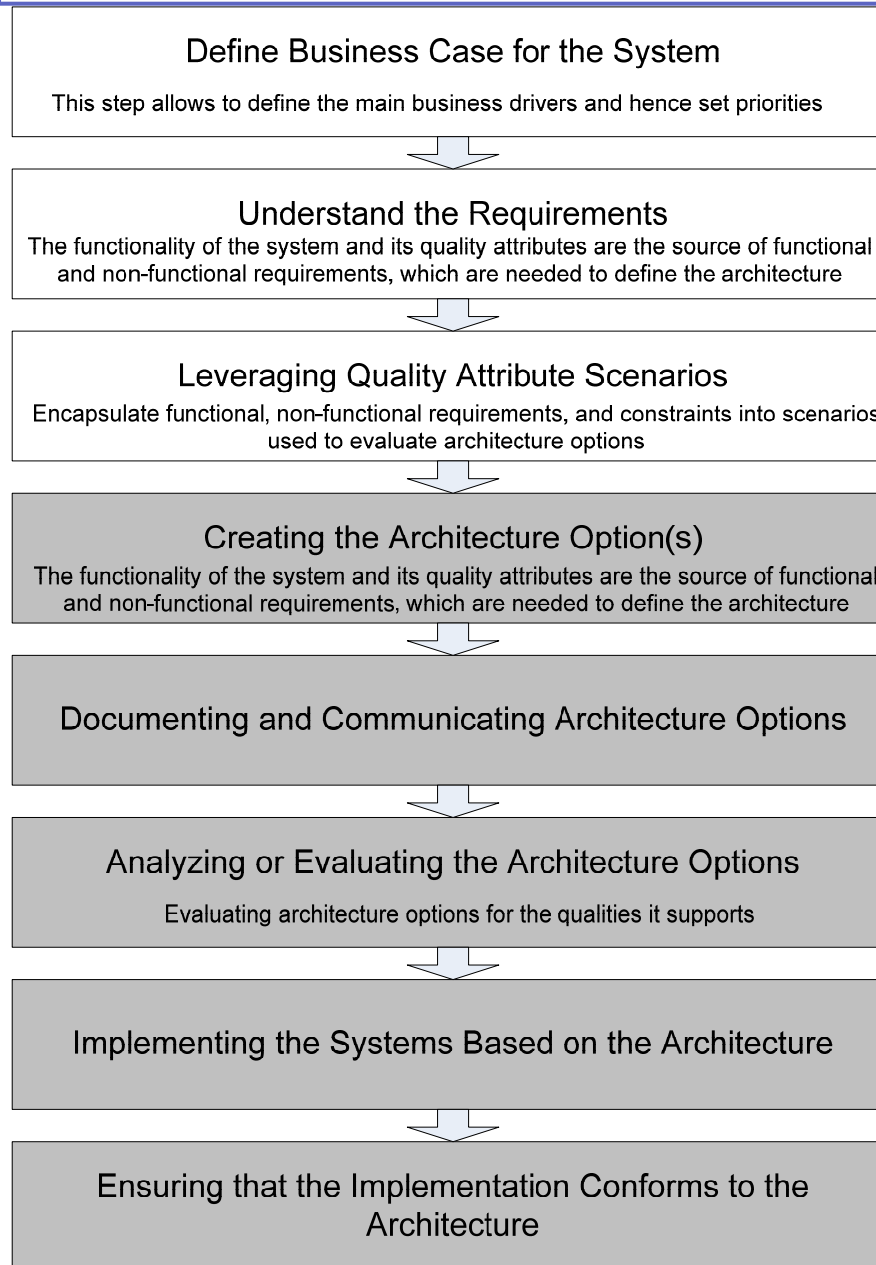 Define Business Case for the System
This step allows to define the main business drivers and hence set priorities
Understand the Requirements
The functionality of the system and its quality attributes are the source of functional
and non-functional requirements, which are needed to define the architecture
Leveraging Quality Attribute Scenarios
Encapsulate functional, non-functional requirements, and constraints into scenarios
used to evaluate architecture options
Creating the Architecture Option(s)
The functionality of the system and its quality attributes are the source of functional
and non-functional requirements, which are needed to define the architecture
Documenting and Communicating Architecture Options
Analyzing or Evaluating the Architecture Options
Evaluating architecture options for the qualities it supports
Implementing the Systems Based on the Architecture
Ensuring that the Implementation Conforms to the
Architecture